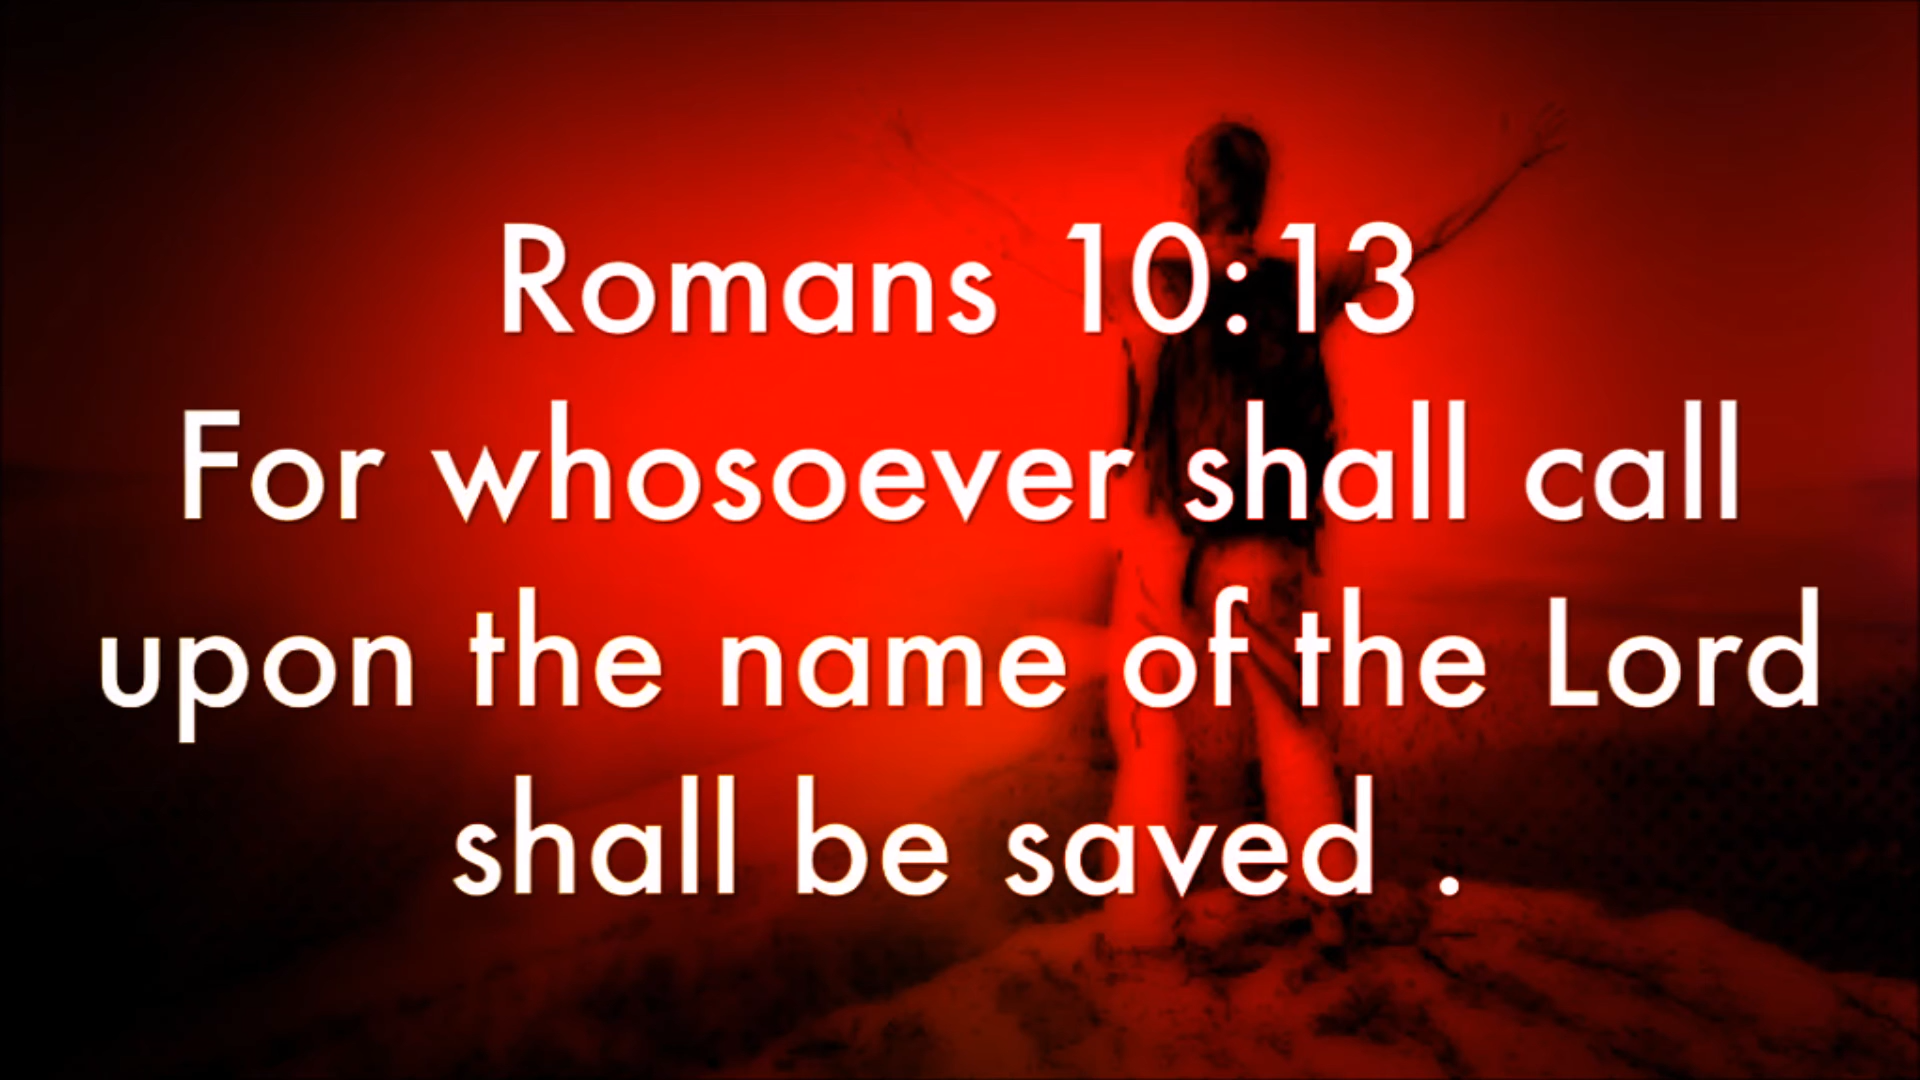 Romans 10:13
For whosoever shall call
upon the name of the Lord
shall be saved .